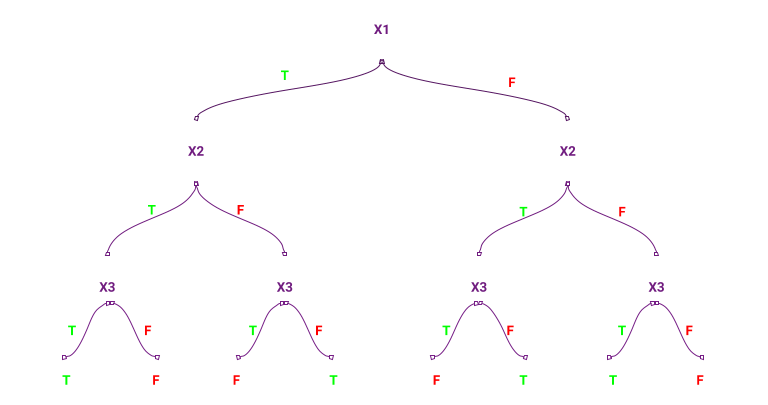 X1
T F
X2 X2
T F T F
X3 X3 X3 X3
T F T F T F T F
T F F T F T T F